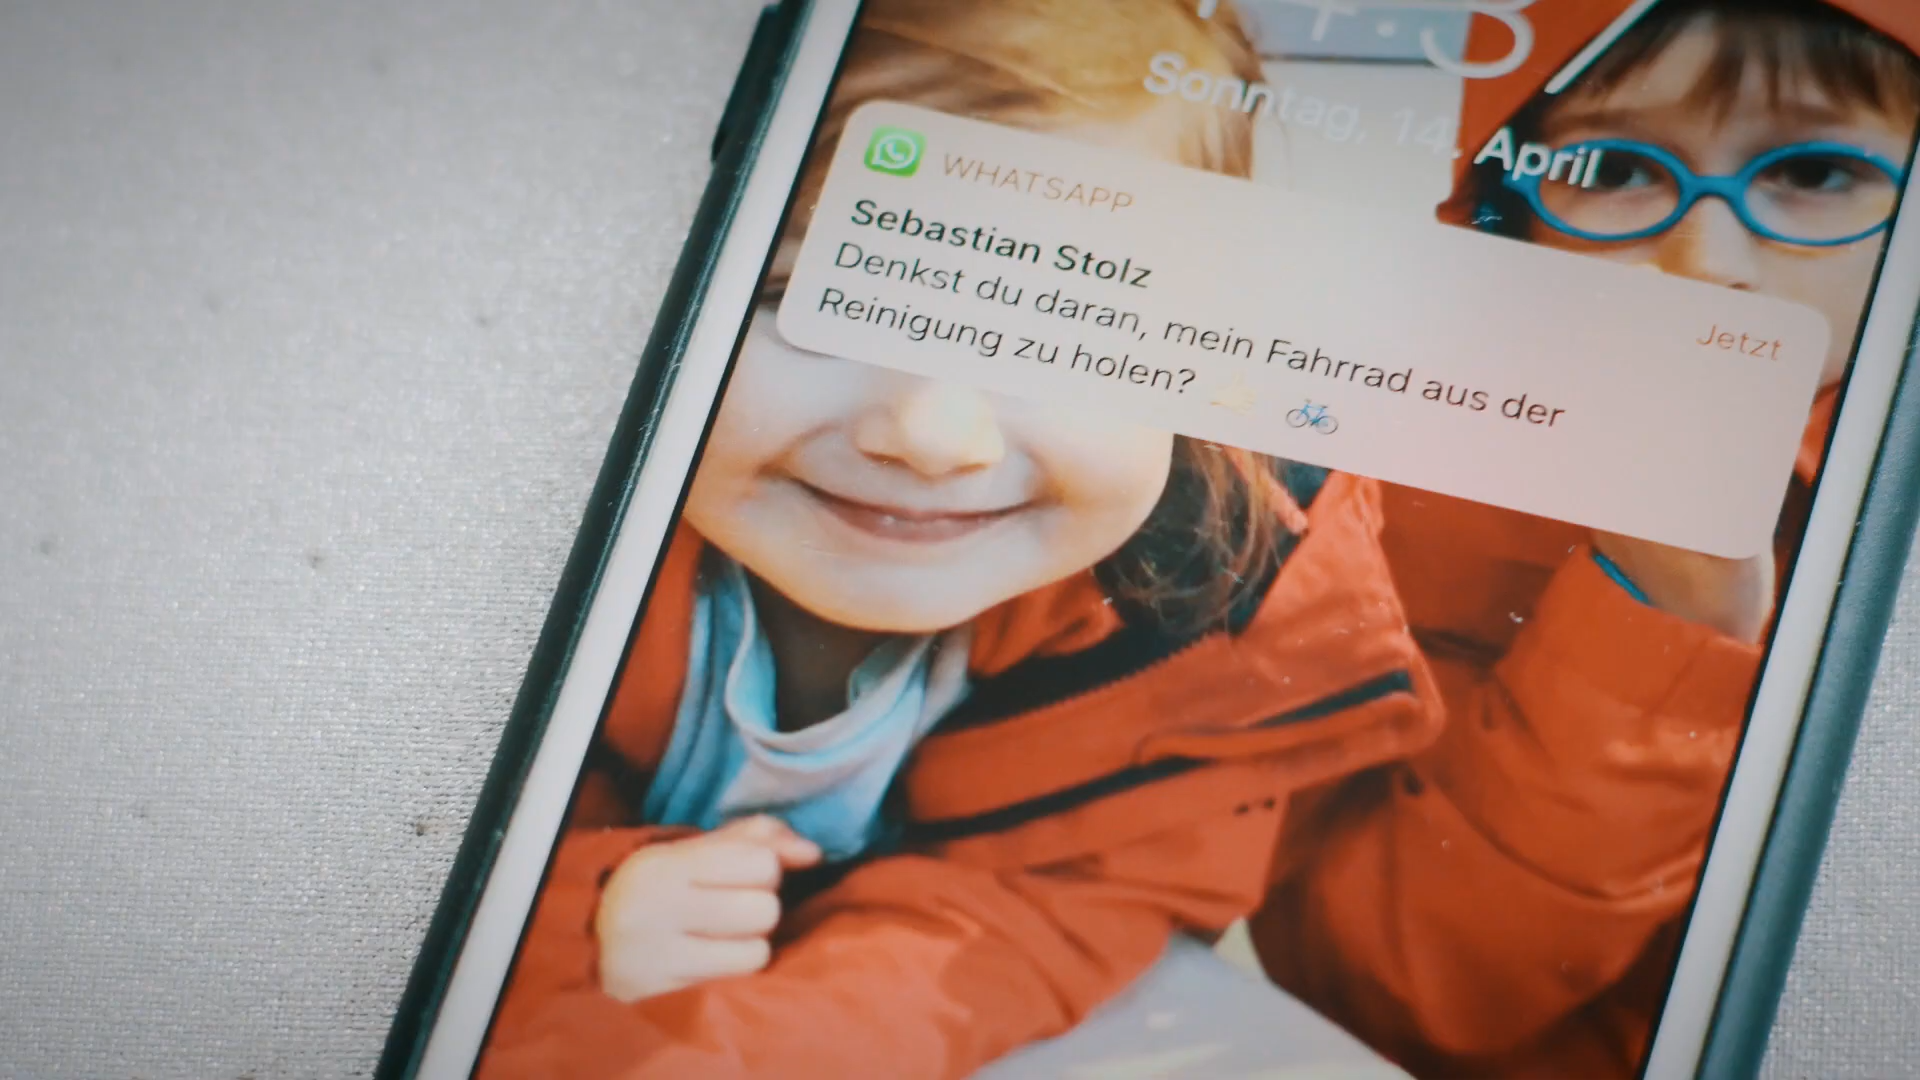 Sonntag, 14. April
WHATSAPP
Jetzt
Sebastian Stolz
Denkst du daran, mein Fahrrad aus der
Reinigung zu holen?